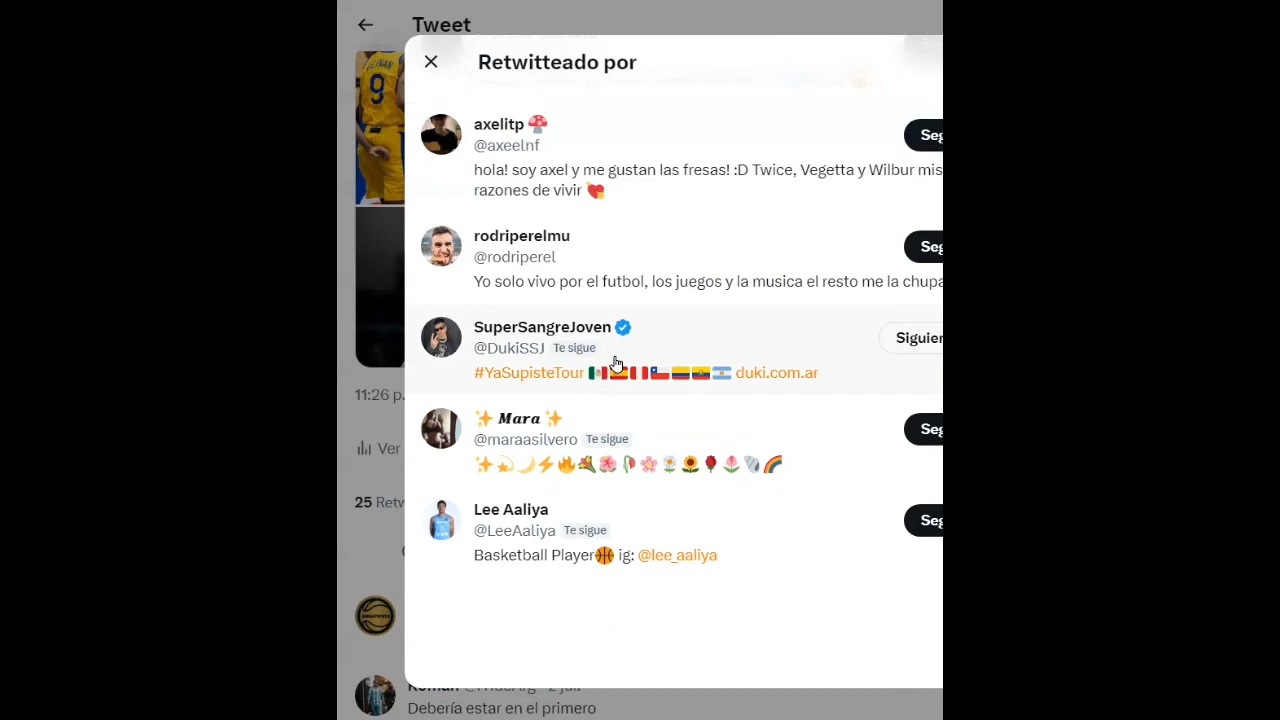 Tweet
Retwitteado por
HEINAN
9
axelitp 🍄
@axeelnf
Seg
hola! soy axel y me gustan las fresas! :D Twice, Vegetta y Wilbur mis
razones de vivir 💘
rodriperelmu
@rodriperel
Seg
Yo solo vivo por el futbol, los juegos y la musica el resto me la chupa
SuperSangreJoven
@DukiSSJ Te sigue
Siguien
#YaSupisteTour 🇲🇽🇪🇸🇵🇪🇨🇱🇨🇴🇪🇨🇦🇷 duki.com.ar
11:26 p.
✨ Mara ✨
@maraasilvero Te sigue
Seg
Ver
✨💫🌙⚡🔥💐🌺🥀🌸🌼🌻🌹🌷🐚🌈
25 Retw
Lee Aaliya
@LeeAaliya Te sigue
Seg
Basketball Player🏀 ig: @lee_aaliya
Debería estar en el primero